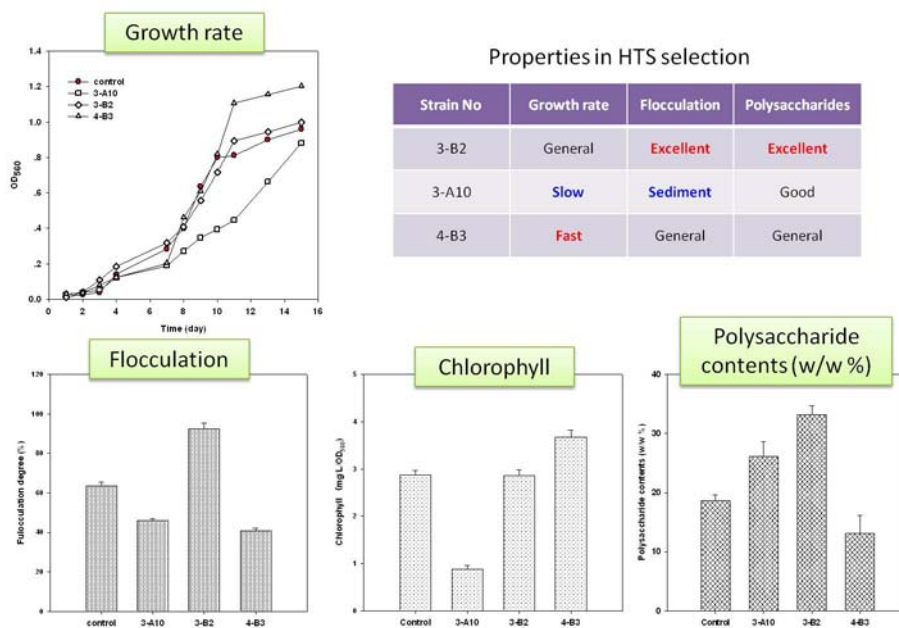 Growth rate
1.4
1.2
1.0
.8
.6
.4
.2
0.0
OD560
control
3-A10
3-B2
4-B3
0 2 4 6 8 10 12 14 16
Time (day)
Properties in HTS selection
Strain No Growth rate Flocculation Polysaccharides
3-B2 General Excellent Excellent
3-A10 Slow Sediment Good
4-B3 Fast General General
Flocculation
120
100
80
60
40
20
0
Fulocculation degree (%)
control 3-A10 3-B2 4-B3
Chlorophyll
5
4
3
2
1
0
Chlorophyll (mg/L/OD560)
Control 3-A10 3-B2 4-B3
Polysaccharide
contents (w/w %)
40
30
20
10
0
Polysaccharide contents (w/w %)
Control 3-A10 3-B2 4-B3